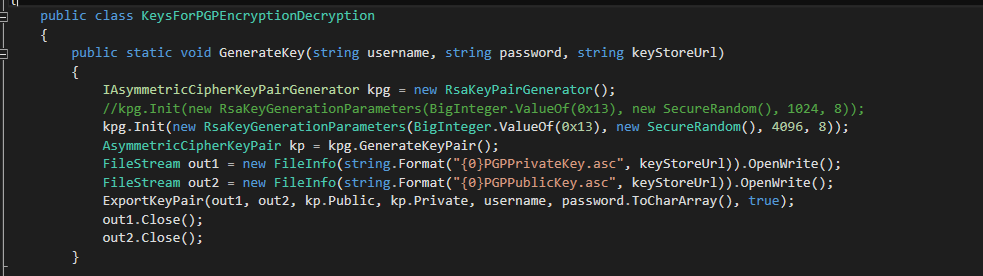 public class KeysForPGPEncryptionDecryption
{
public static void GenerateKey(string username, string password, string keyStoreUrl)
{
IAsymmetricCipherKeyPairGenerator kpg = new RsaKeyPairGenerator();
//kpg.Init(new RsaKeyGenerationParameters(BigInteger.ValueOf(0x13), new SecureRandom(), 1024, 8));
kpg.Init(new RsaKeyGenerationParameters(BigInteger.ValueOf(0x13), new SecureRandom(), 4096, 8));
AsymmetricCipherKeyPair kp = kpg.GenerateKeyPair();
FileStream out1 = new FileInfo(string.Format("{0}PGPPrivateKey.asc", keyStoreUrl)).OpenWrite();
FileStream out2 = new FileInfo(string.Format("{0}PGPPublicKey.asc", keyStoreUrl)).OpenWrite();
ExportKeyPair(out1, out2, kp.Public, kp.Private, username, password.ToCharArray(), true);
out1.Close();
out2.Close();
}